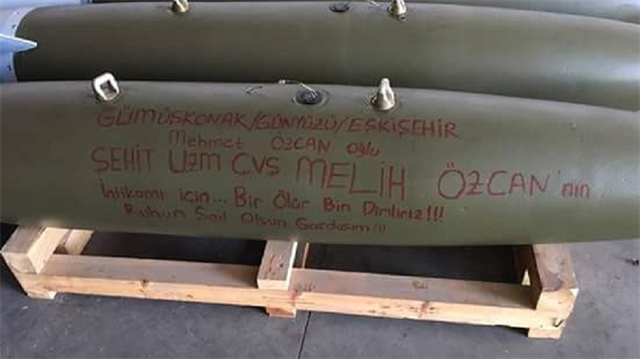 GÜMÜŞKONAK/GÜNYÜZÜ/ESKİŞEHİR
Mehmet ÖZCAN oğlu
ŞEHİT UZM ÇVŞ MELİH ÖZCAN'nın
İntikamı için... Bir Ölür Bin Diriliriz!!!
Ruhun Şad Olsun Gardaşım!!!